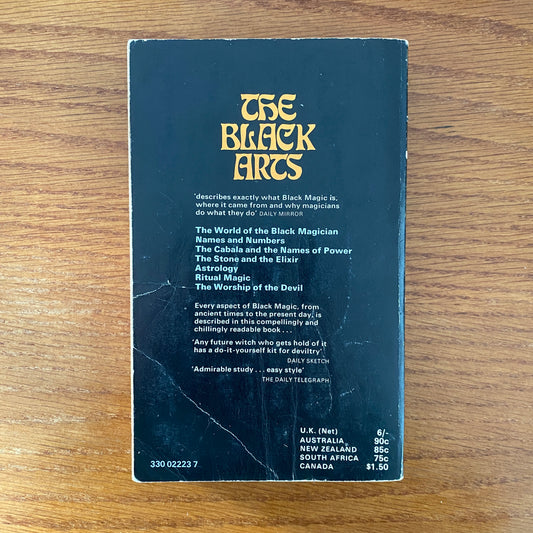 THE
BLACK
ARTS
'describes exactly what Black Magic is,
where it came from and why magicians
do what they do' DAILY MIRROR
The World of the Black Magician
Names and Numbers
The Cabala and the Names of Power
The Stone and the Elixir
Astrology
Ritual Magic
The Worship of the Devil
Every aspect of Black Magic, from
ancient times to the present day, is
described in this compellingly and
chillingly readable book . . .
'Any future witch who gets hold of it
has a do-it-yourself kit for deviltry'
DAILY SKETCH
'Admirable study . . . easy style'
THE DAILY TELEGRAPH
U.K. (Net) 6/-
AUSTRALIA 90c
NEW ZEALAND 85c
SOUTH AFRICA 75c
CANADA $1.50
330 02223 7